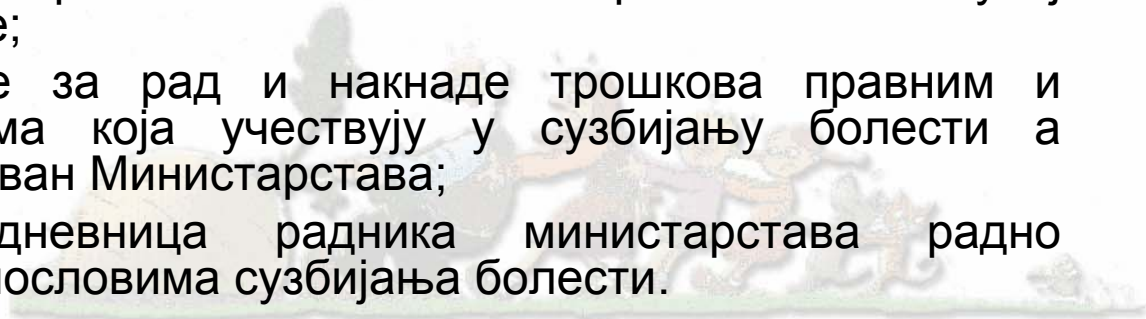 е;
е за рад и накнаде трошкова правним и
ма која учествују у сузбијању болести а
ван Министарстава;
дневница радника министарстава радно
пословима сузбијања болести.